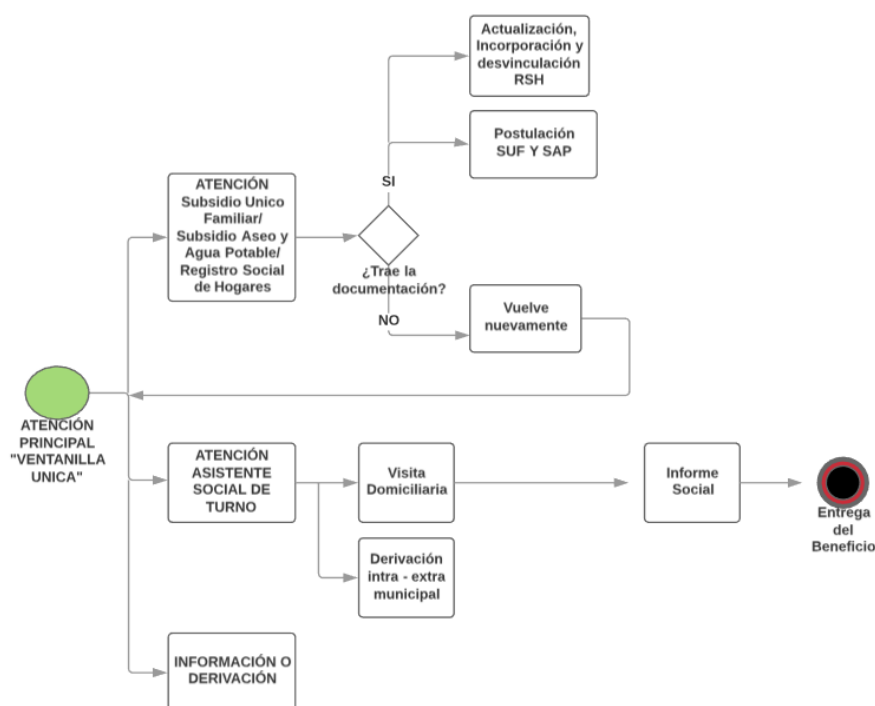 Actualización,
Incorporación y
desvinculación
RSH
Postulación
SUF Y SAP
SI
ATENCIÓN
Subsidio Unico
Familiar/
Subsidio Aseo y
Agua Potable/
Registro Social
de Hogares
¿Trae la
documentación?
NO
Vuelve
nuevamente
ATENCIÓN
PRINCIPAL
"VENTANILLA
UNICA"
ATENCIÓN
ASISTENTE
SOCIAL DE
TURNO
Visita
Domiciliaria
Informe
Social
Entrega
del
Beneficio
Derivación
intra - extra
municipal
INFORMACIÓN O
DERIVACIÓN